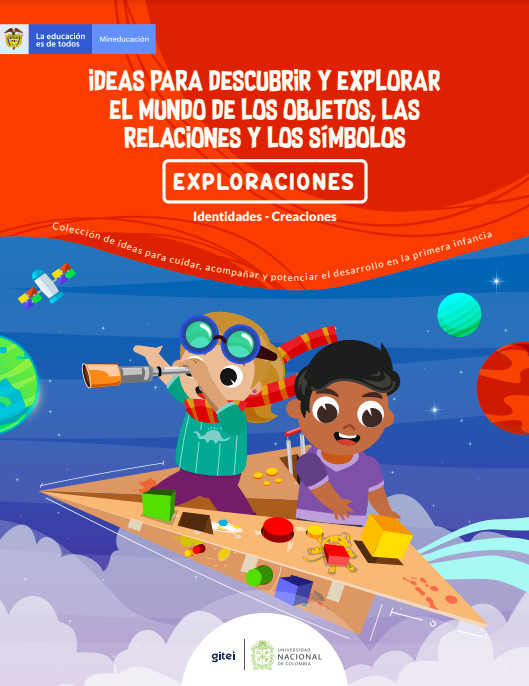 La educación
es de todos
Mineducación
IDEAS PARA DESCUBRIR Y EXPLORAR
EL MUNDO DE LOS OBJETOS, LAS
RELACIONES Y LOS SÍMBOLOS
EXPLORACIONES
Identidades - Creaciones
Colección de ideas para cuidar, acompañar y potenciar el desarrollo en la primera infancia
gitei
UNIVERSIDAD
NACIONAL
DE COLOMBIA